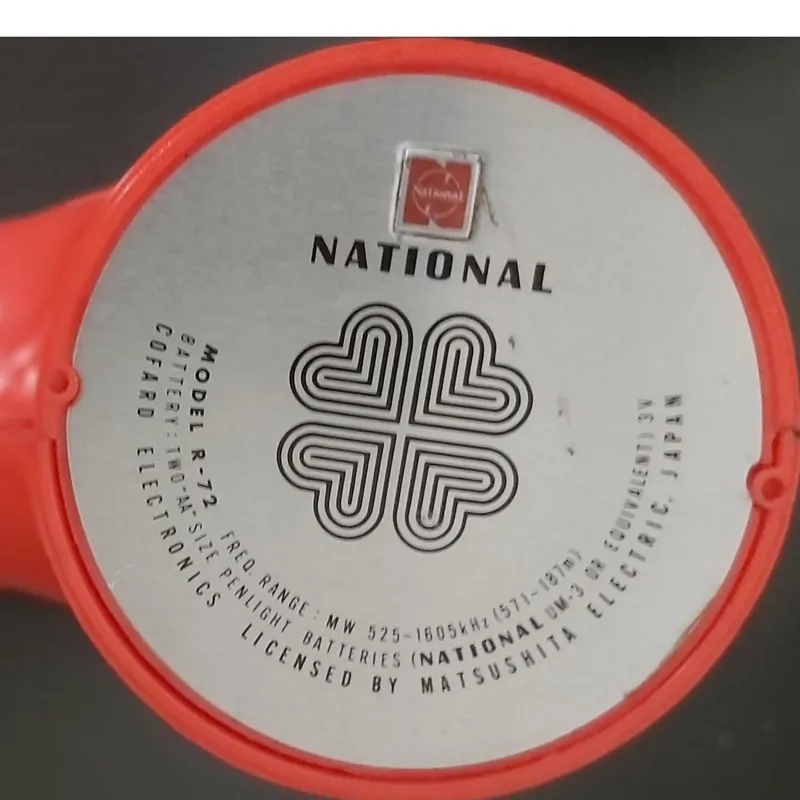 National
NATIONAL
MODEL R-72 FREQ. RANGE : MW 525-1605kHz (571-187m)
BATTERY : TWO "AA" SIZE PENLIGHT BATTERIES (NATIONAL UM-3 OR EQUIVALENT) 3V
COFARD ELECTRONICS LICENSED BY MATSUSHITA ELECTRIC, JAPAN